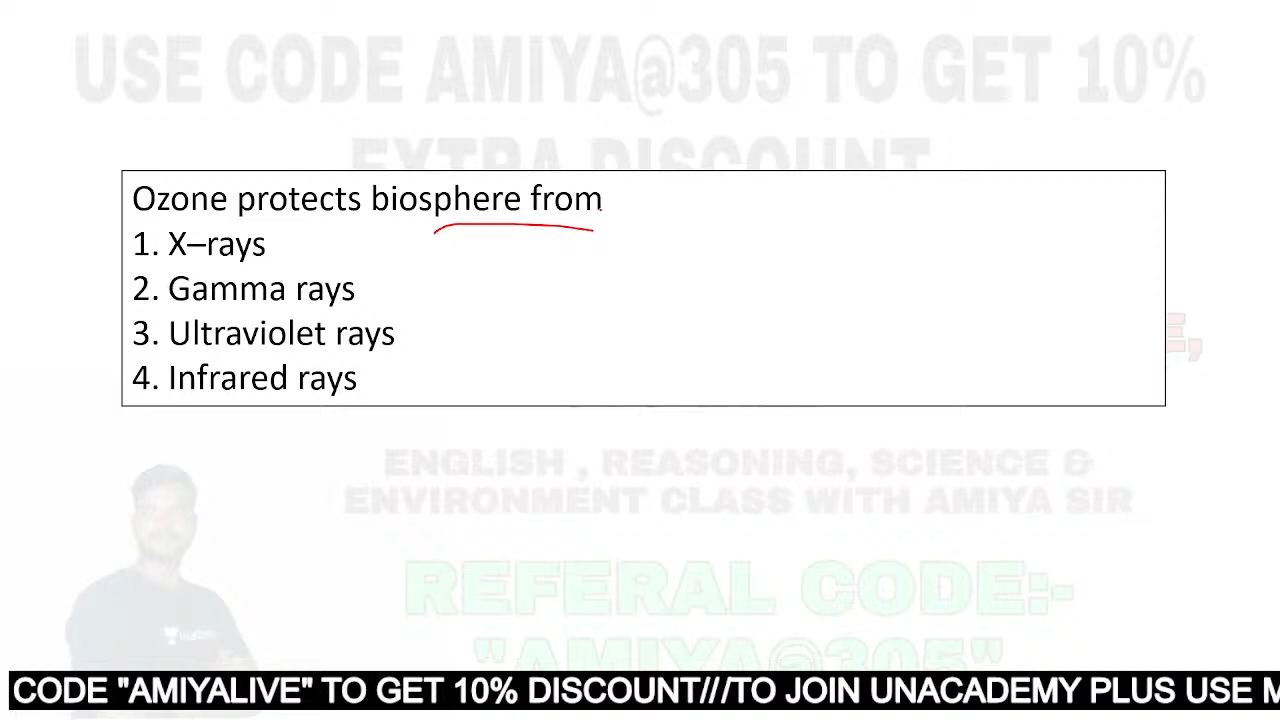 USE CODE AMIYA@305 TO GET 10%
EXTRA DISCOUNT
Ozone protects biosphere from
1. X–rays
2. Gamma rays
3. Ultraviolet rays
4. Infrared rays
ENGLISH , REASONING, SCIENCE &
ENVIRONMENT CLASS WITH AMIYA SIR
REFERAL CODE:-
"AMIYA@305"
CODE "AMIYALIVE" TO GET 10% DISCOUNT///TO JOIN UNACADEMY PLUS USE M